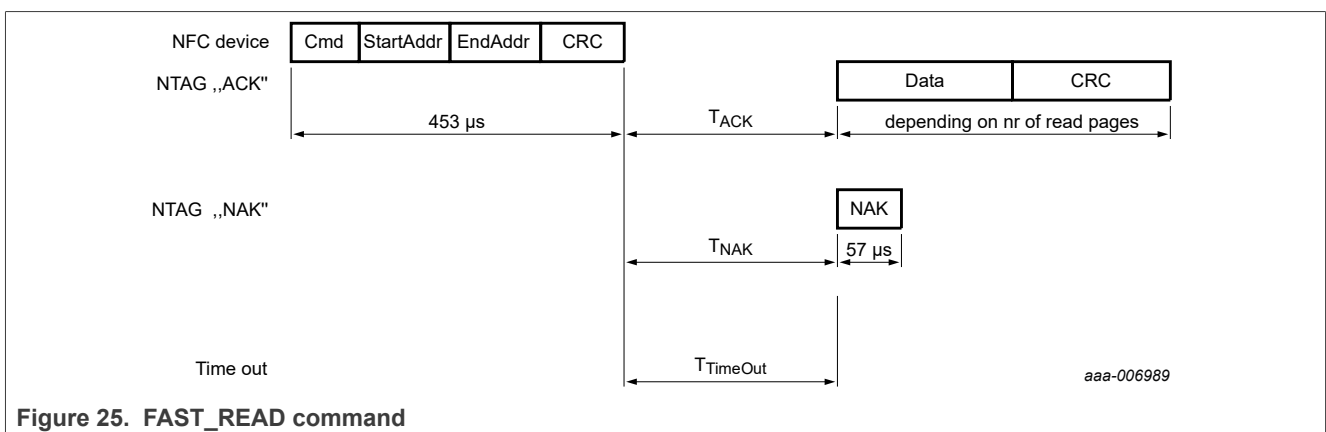 NFC device Cmd StartAddr EndAddr CRC
NTAG ,,ACK" Data CRC
453 µs TACK depending on nr of read pages
NTAG ,,NAK" NAK
TNAK 57 µs
Time out TTimeOut aaa-006989
Figure 25. FAST_READ command